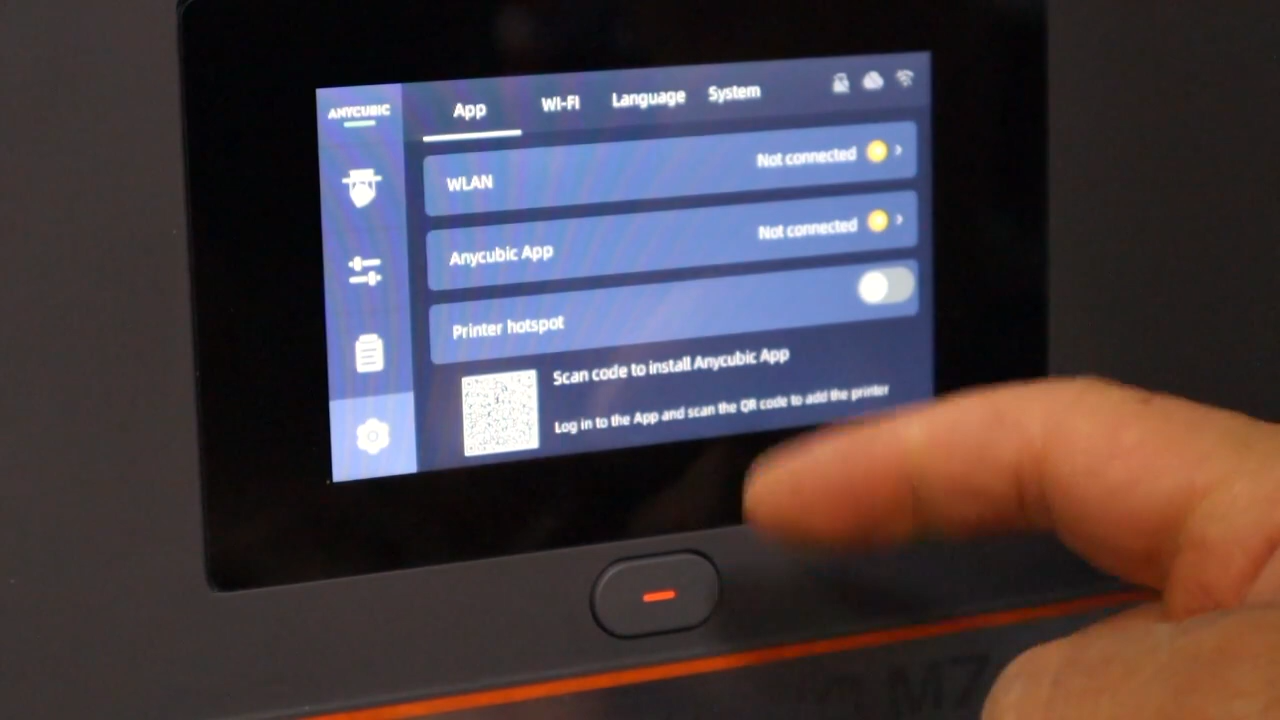 ANYCUBIC
App WI-FI Language System
WLAN Not connected
Anycubic App Not connected
Printer hotspot
Scan code to install Anycubic App
Log in to the App and scan the QR code to add the printer
M7